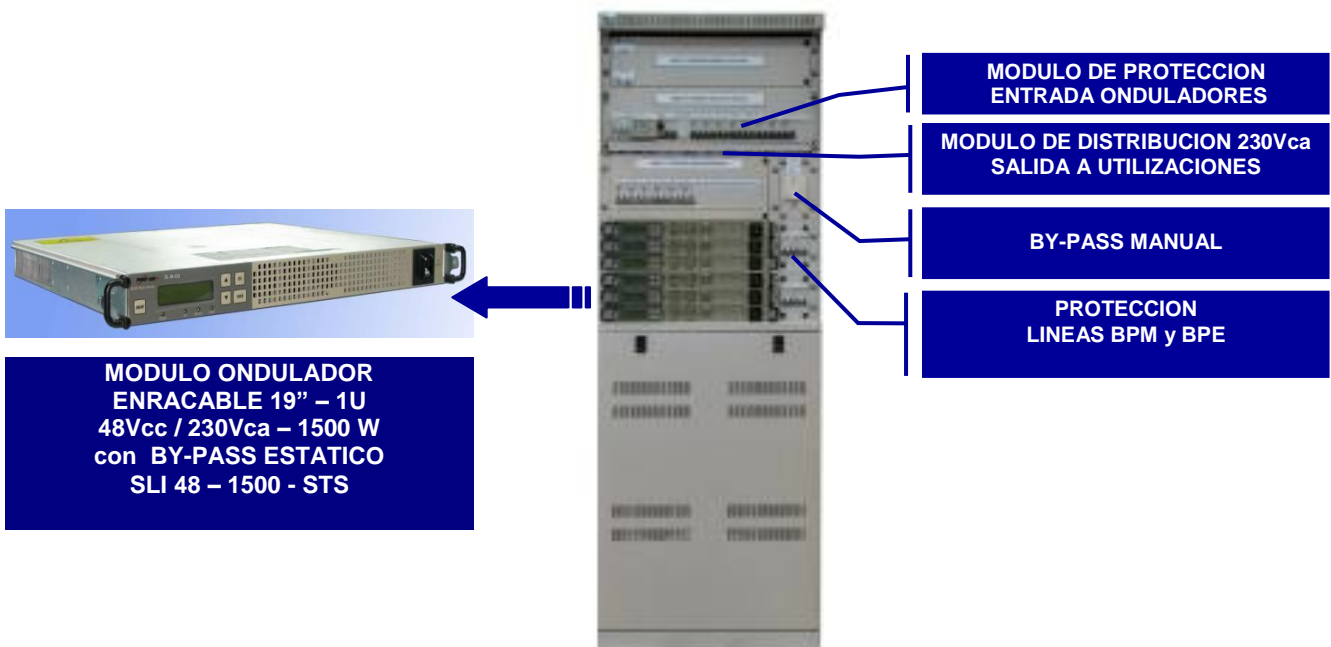 MODULO DE PROTECCION
ENTRADA ONDULADORES
MODULO DE DISTRIBUCION 230Vca
SALIDA A UTILIZACIONES
BY-PASS MANUAL
PROTECCION
LINEAS BPM y BPE
MODULO ONDULADOR
ENRACABLE 19” – 1U
48Vcc / 230Vca – 1500 W
con BY-PASS ESTATICO
SLI 48 – 1500 - STS